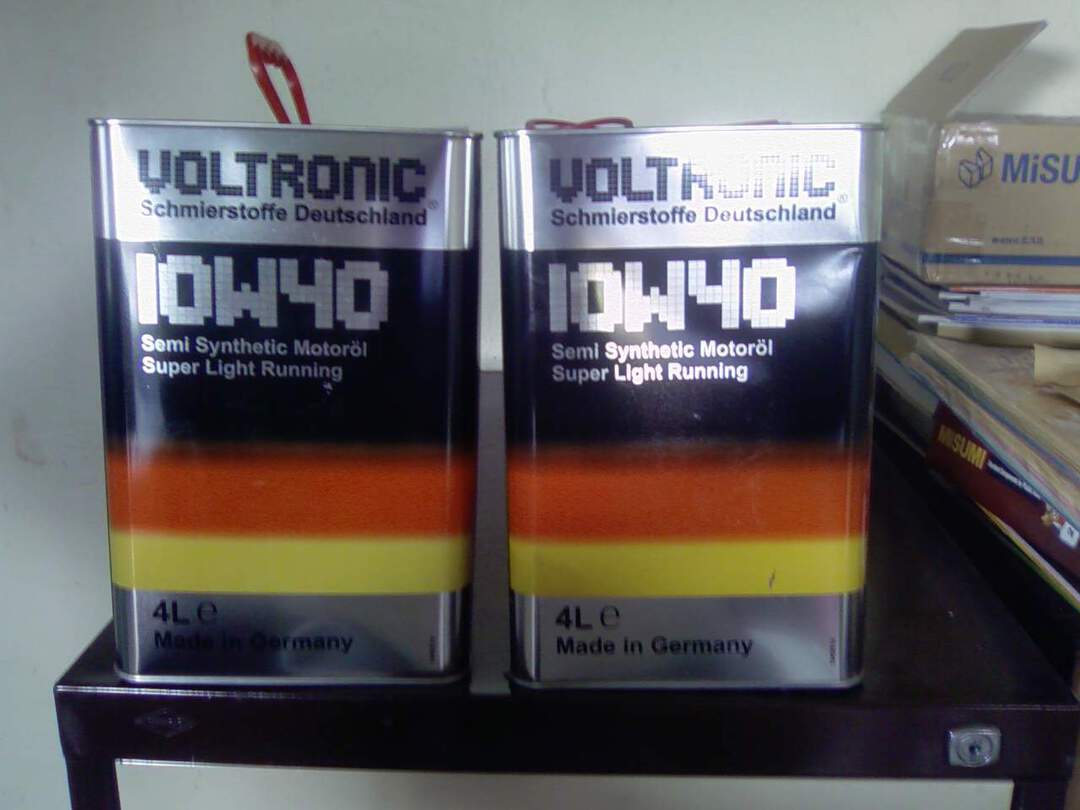 VOLTRONIC®
Schmierstoffe Deutschland
10W40
Semi Synthetic Motoröl
Super Light Running
4L e
Made in Germany
VOLTRONIC®
Schmierstoffe Deutschland
10W40
Semi Synthetic Motoröl
Super Light Running
4L e
Made in Germany
MiSU
MISUMI